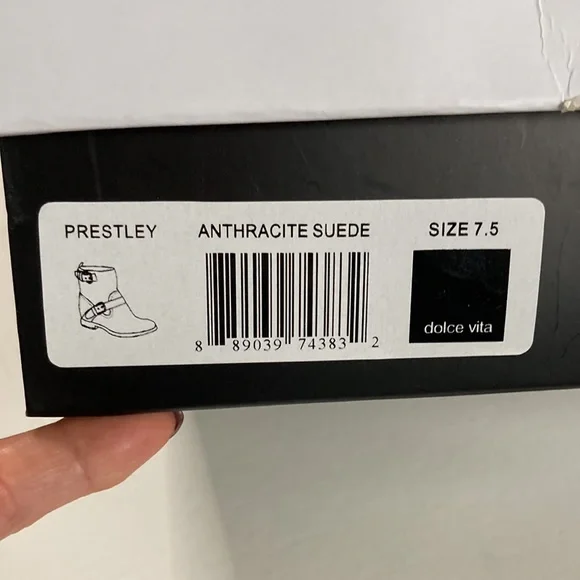 PRESTLEY ANTHRACITE SUEDE SIZE 7.5
dolce vita
8 89039 74383 2